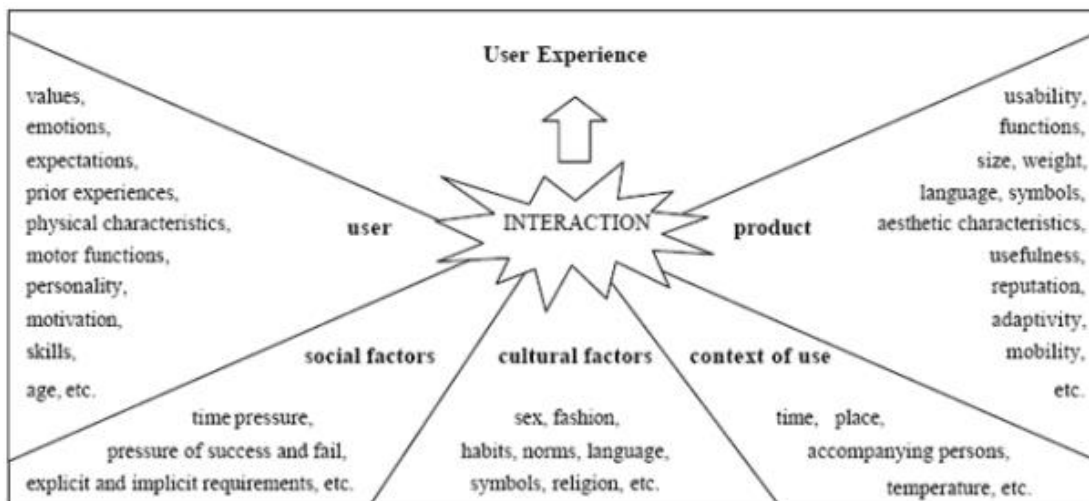 User Experience
INTERACTION
user
values,
emotions,
expectations,
prior experiences,
physical characteristics,
motor functions,
personality,
motivation,
skills,
age, etc.
product
usability,
functions,
size, weight,
language, symbols,
aesthetic characteristics,
usefulness,
reputation,
adaptivity,
mobility,
etc.
social factors
time pressure,
pressure of success and fail,
explicit and implicit requirements, etc.
cultural factors
sex, fashion,
habits, norms, language,
symbols, religion, etc.
context of use
time, place,
accompanying persons,
temperature, etc.